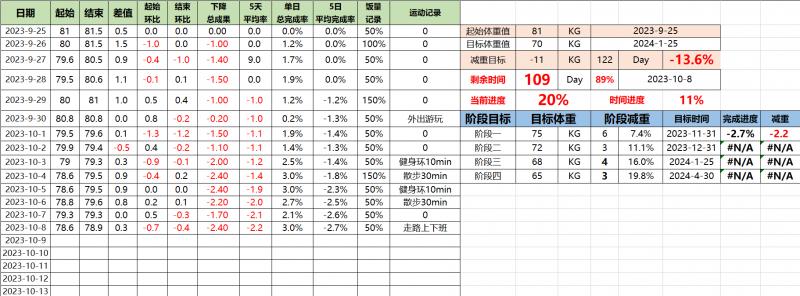 日期 起始 结束 差值 起始环比 结束环比 下降总成果 5天平均率 单日总完率 5日平均完率 饭量记录 运动记录
2023-9-25 81 81.5 0.5 0.0 0.0 0.00 0.0 0.0% 0.0% 50% 0
2023-9-26 80 81.5 1.5 -1.0 0.0 -1.00 0.0 1.2% 0.0% 100% 0
2023-9-27 79.6 80.5 0.9 -0.4 -1.0 -1.40 9.0 1.7% 0.0% 50% 0
2023-9-28 79.5 80.6 1.1 -0.1 0.1 -1.50 0.0 1.9% 0.0% 50% 0
2023-9-29 80 81 1.0 0.5 0.4 -1.00 -1.0 1.2% -1.2% 150% 0
2023-9-30 80.8 80.8 0.0 0.8 -0.2 -0.20 -1.0 0.2% -1.3% 50% 外出游玩
2023-10-1 79.5 79.6 0.1 -1.3 -1.2 -1.50 -1.1 1.9% -1.4% 50% 0
2023-10-2 79.9 79.4 -0.5 0.4 -0.2 -1.10 -1.1 1.4% -1.4% 50% 0
2023-10-3 79 79.3 0.3 -0.9 -0.1 -2.00 -1.2 2.5% -1.4% 50% 健身环10min
2023-10-4 78.6 79.5 0.9 -0.4 0.2 -2.40 -1.4 3.0% -1.8% 150% 散步30min
2023-10-5 78.6 79.5 0.9 0.0 0.0 -2.40 -1.9 3.0% -2.3% 50% 健身环10min
2023-10-6 78.8 79.6 0.8 0.2 0.1 -2.20 -2.0 2.7% -2.5% 50% 散步30min
2023-10-7 79.3 79.3 0.0 0.5 -0.3 -1.70 -2.1 2.1% -2.6% 50% 0
2023-10-8 78.6 78.9 0.3 -0.7 -0.4 -2.40 -2.2 3.0% -2.7% 50% 走路上下班
2023-10-9
2023-10-10
2023-10-11
2023-10-12
2023-10-13
起始体重值 81 KG 2023-9-25
目标体重值 70 KG 2024-1-25
减重目标 -11 KG 122 Day -13.6%
剩余时间 109 Day 89% 2023-10-8
当前进度 20% 时间进度 11%
阶段目标 目标体重 阶段减重 目标时间 完成进度 减重
阶段一 75 KG 6 7.4% 2023-11-31 -2.7% -2.2
阶段二 72 KG 3 11.1% 2023-12-31 #N/A #N/A
阶段三 68 KG 4 16.0% 2024-1-25 #N/A #N/A
阶段四 65 KG 3 19.8% 2024-4-30 #N/A #N/A